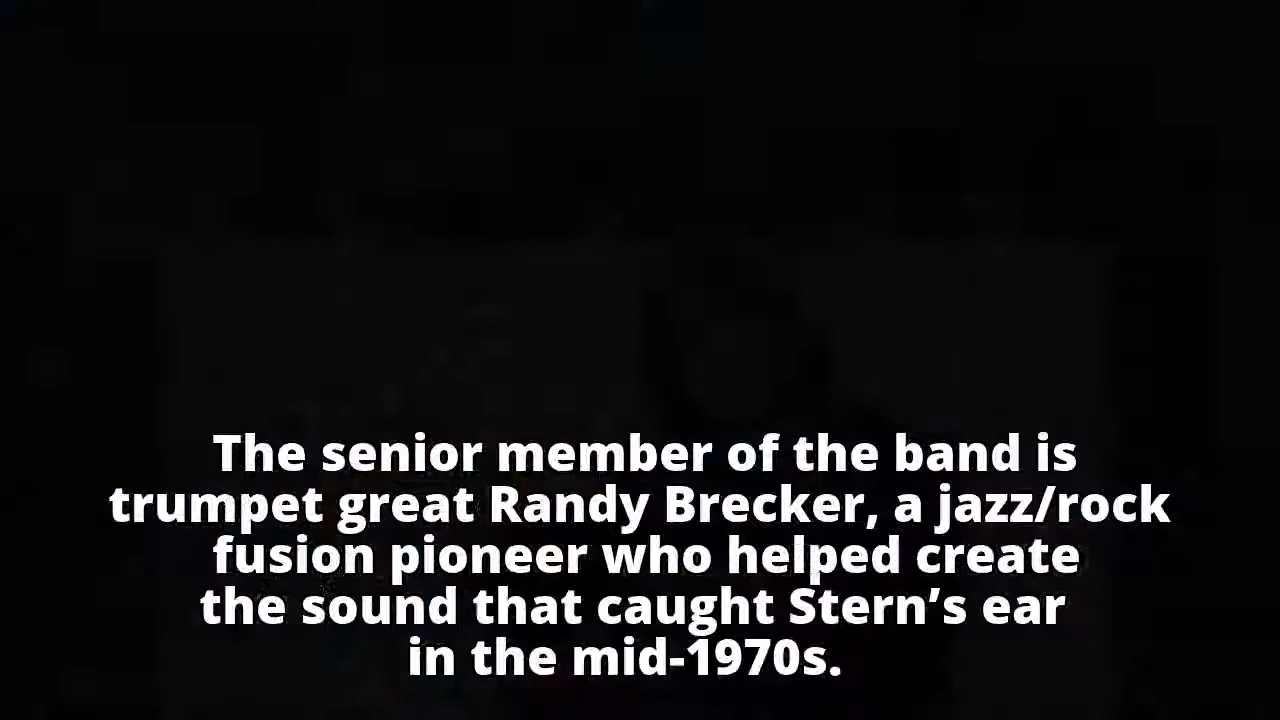 The senior member of the band is
trumpet great Randy Brecker, a jazz/rock
fusion pioneer who helped create
the sound that caught Stern’s ear
in the mid-1970s.